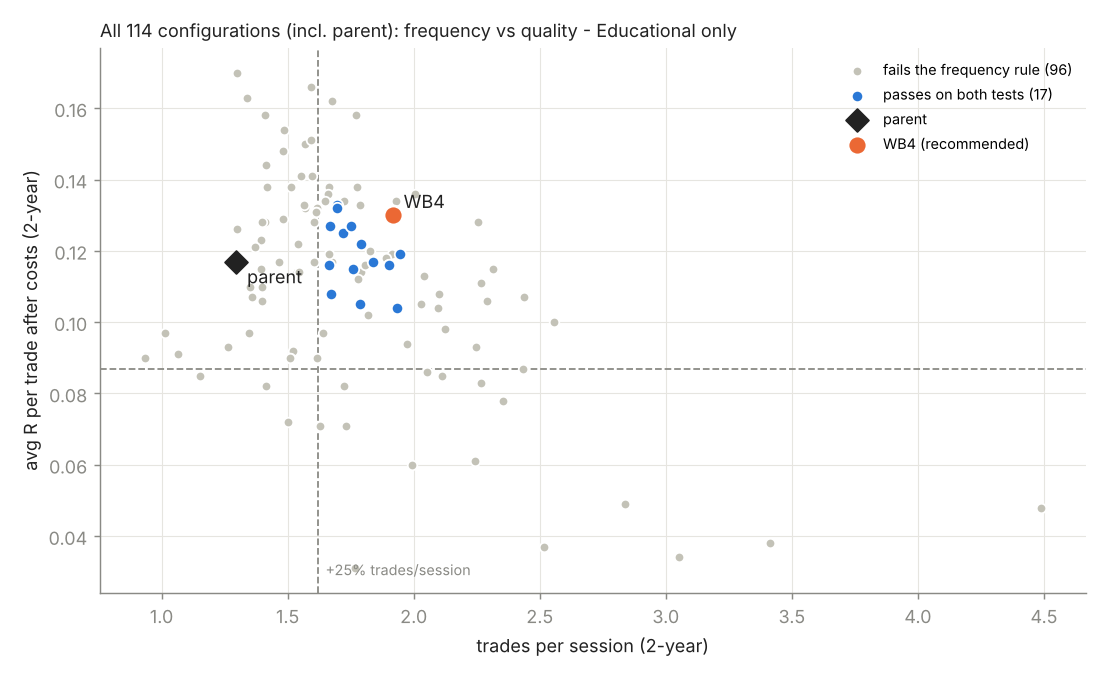 All 114 configurations (incl. parent): frequency vs quality - Educational only
fails the frequency rule (96)
passes on both tests (17)
parent
WB4 (recommended)
avg R per trade after costs (2-year)
0.16
0.14
0.12
0.10
0.08
0.06
0.04
WB4
parent
+25% trades/session
1.0 1.5 2.0 2.5 3.0 3.5 4.0 4.5
trades per session (2-year)